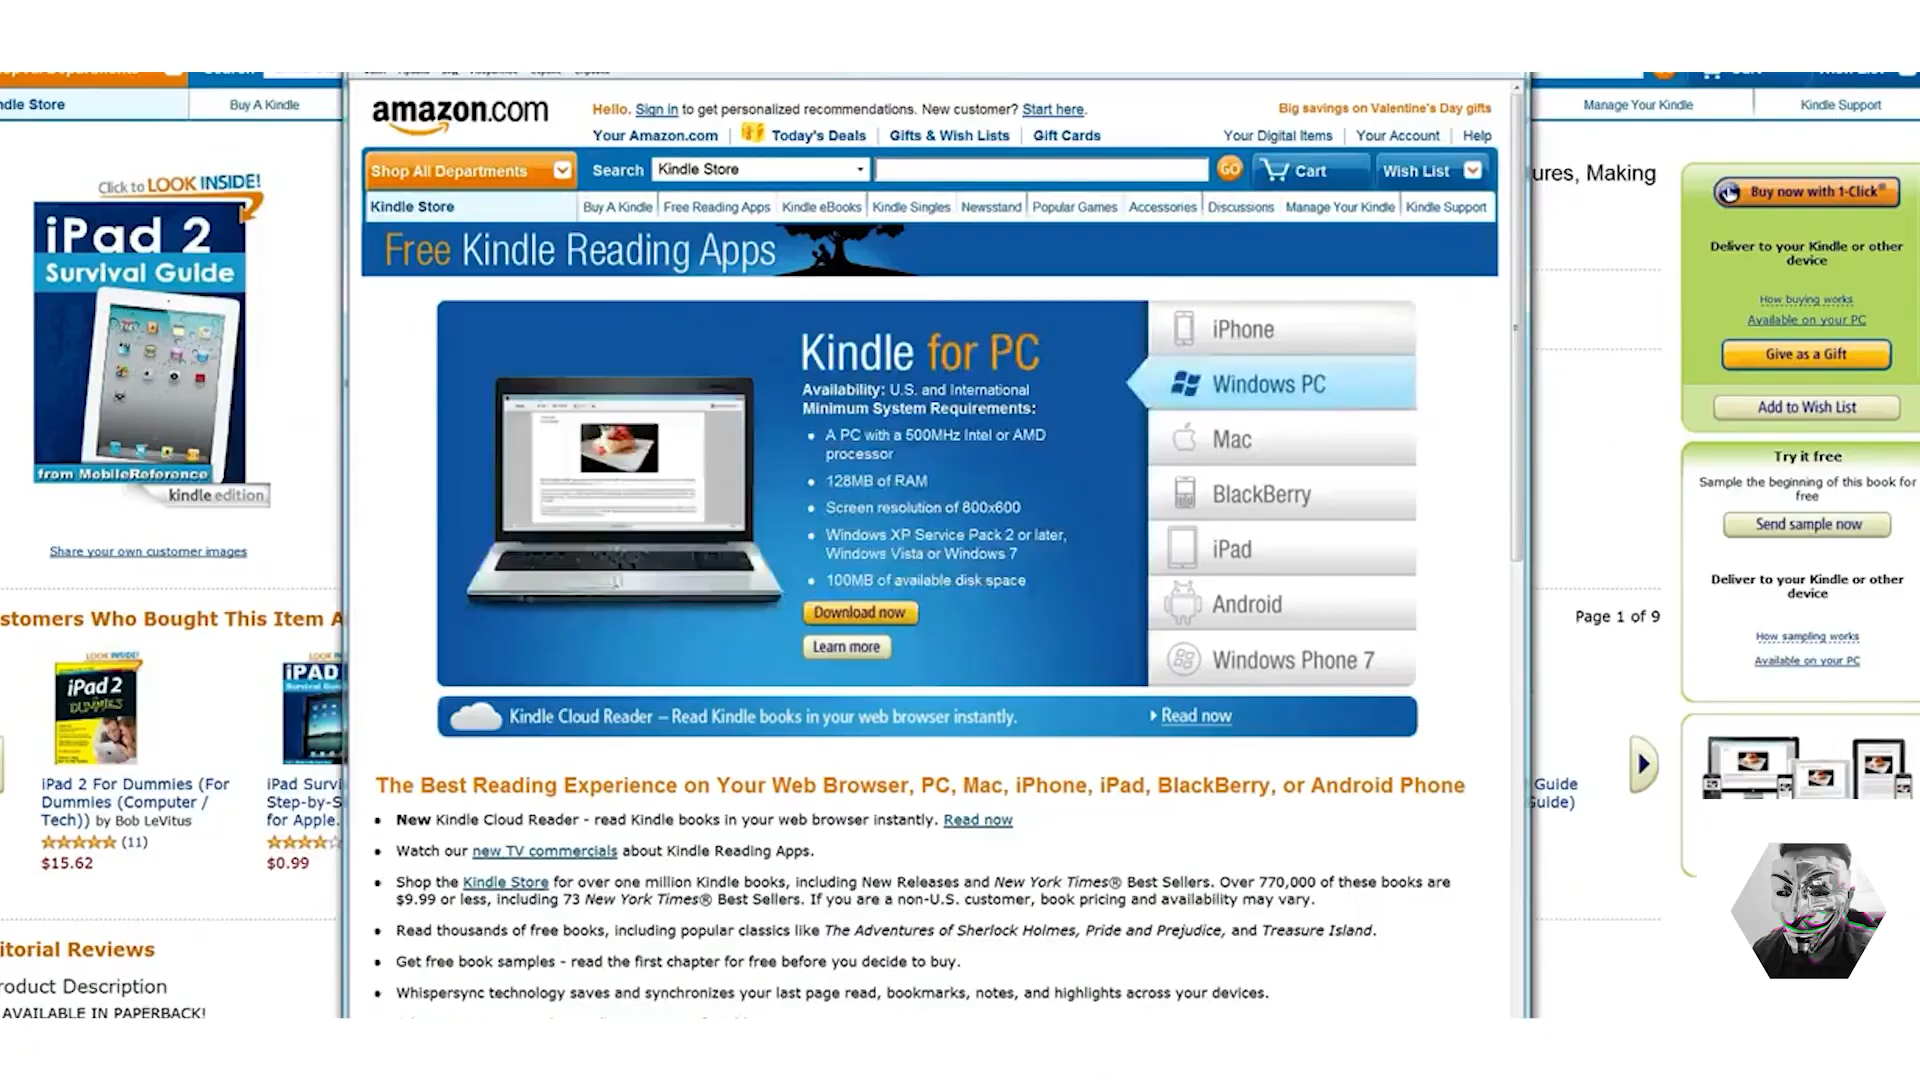 Kindle Store
Buy A Kindle
Click to LOOK INSIDE!
iPad 2
Survival Guide
from MobileReference
kindle edition
Share your own customer images
Customers Who Bought This Item A
LOOK INSIDE!
iPad 2
DUMMIES
iPad 2 For Dummies (For
Dummies (Computer /
Tech)) by Bob LeVitus
(11)
$15.62
iPAD
Step-by-S
for Apple.
$0.99
Reviews
Product Description
AVAILABLE IN PAPERBACK!
amazon.com
Hello. Sign in to get personalized recommendations. New customer? Start here.
Big savings on Valentine's Day gifts
Your Amazon.com
Today's Deals
Gifts & Wish Lists
Gift Cards
Your Digital Items
Your Account
Help
Shop All Departments
Search
Kindle Store
GO
Cart
Wish List
Kindle Store
Buy A Kindle
Free Reading Apps
Kindle eBooks
Kindle Singles
Newsstand
Popular Games
Accessories
Discussions
Manage Your Kindle
Kindle Support
Free Kindle Reading Apps
Kindle for PC
Availability: U.S. and International
Minimum System Requirements:
• A PC with a 500MHz Intel or AMD
processor
• 128MB of RAM
• Screen resolution of 800x600
• Windows XP Service Pack 2 or later,
Windows Vista or Windows 7
• 100MB of available disk space
Download now
Learn more
iPhone
Windows PC
Mac
BlackBerry
iPad
Android
Windows Phone 7
Kindle Cloud Reader – Read Kindle books in your web browser instantly.
Read now
The Best Reading Experience on Your Web Browser, PC, Mac, iPhone, iPad, BlackBerry, or Android Phone
• New Kindle Cloud Reader - read Kindle books in your web browser instantly. Read now
• Watch our new TV commercials about Kindle Reading Apps.
• Shop the Kindle Store for over one million Kindle books, including New Releases and New York Times® Best Sellers. Over 770,000 of these books are
$9.99 or less, including 73 New York Times® Best Sellers. If you are a non-U.S. customer, book pricing and availability may vary.
• Read thousands of free books, including popular classics like The Adventures of Sherlock Holmes, Pride and Prejudice, and Treasure Island.
• Get free book samples - read the first chapter for free before you decide to buy.
• Whispersync technology saves and synchronizes your last page read, bookmarks, notes, and highlights across your devices.
Manage Your Kindle
Kindle Support
ures, Making
Page 1 of 9
Guide
Guide)
Buy now with 1-Click®
Deliver to your Kindle or other
device
How buying works
Available on your PC
Give as a Gift
Add to Wish List
Try it free
Sample the beginning of this book for
free
Send sample now
Deliver to your Kindle or other
device
How sampling works
Available on your PC